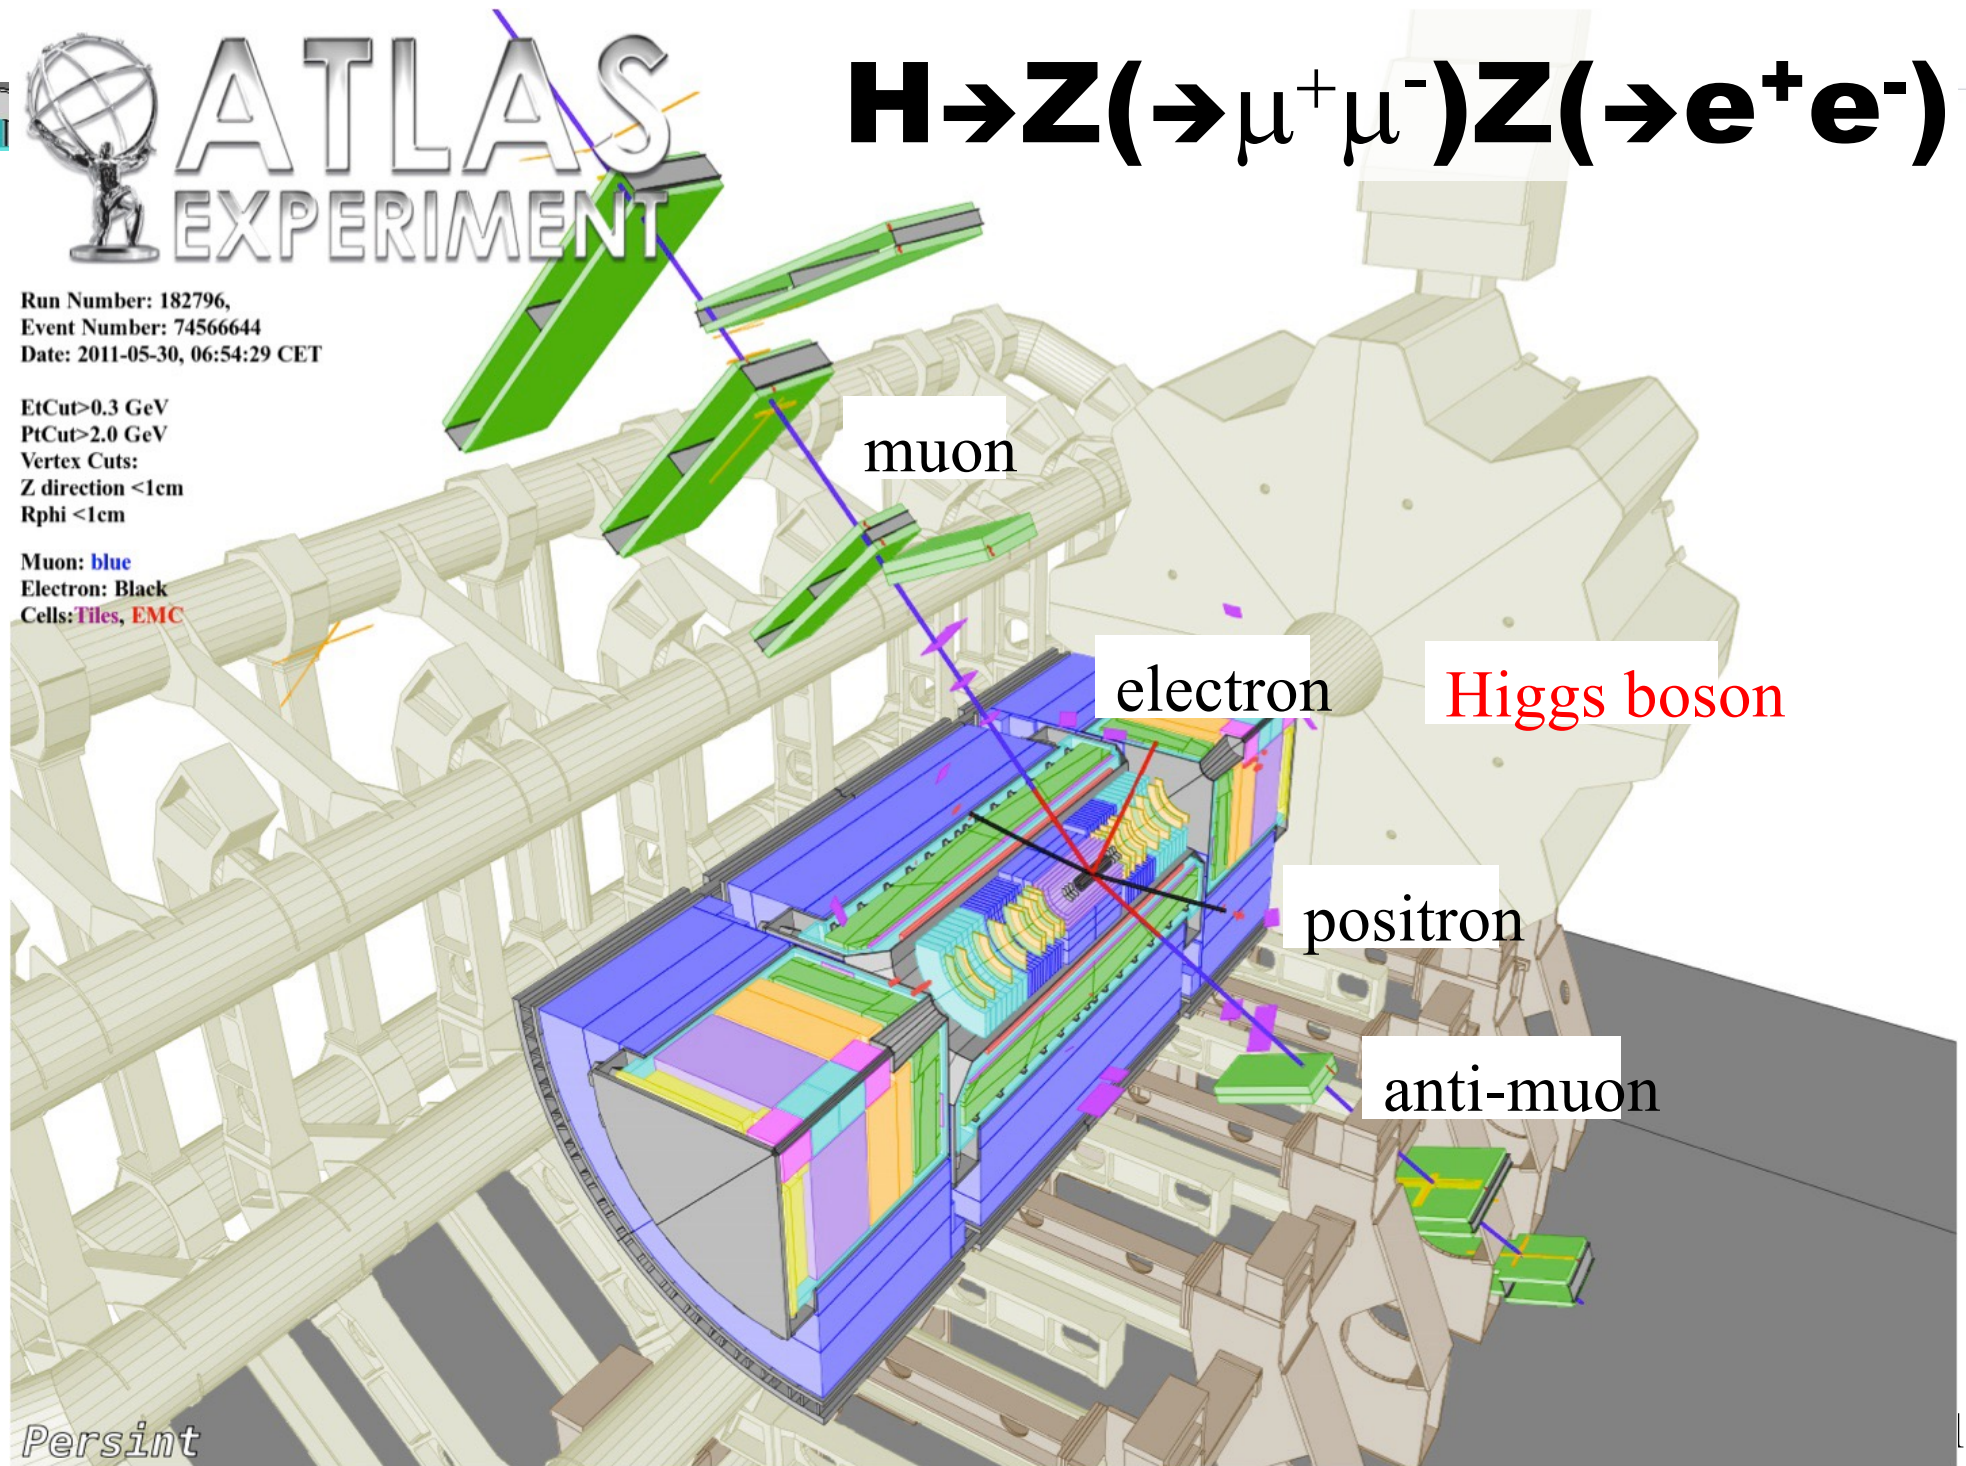 ATLAS
EXPERIMENT
H→Z(→μ⁺μ⁻)Z(→e⁺e⁻)
Run Number: 182796,
Event Number: 74566644
Date: 2011-05-30, 06:54:29 CET
EtCut>0.3 GeV
PtCut>2.0 GeV
Vertex Cuts:
Z direction <1cm
Rphi <1cm
Muon: blue
Electron: Black
Cells:Tiles, EMC
muon
electron
Higgs boson
positron
anti-muon
Persint